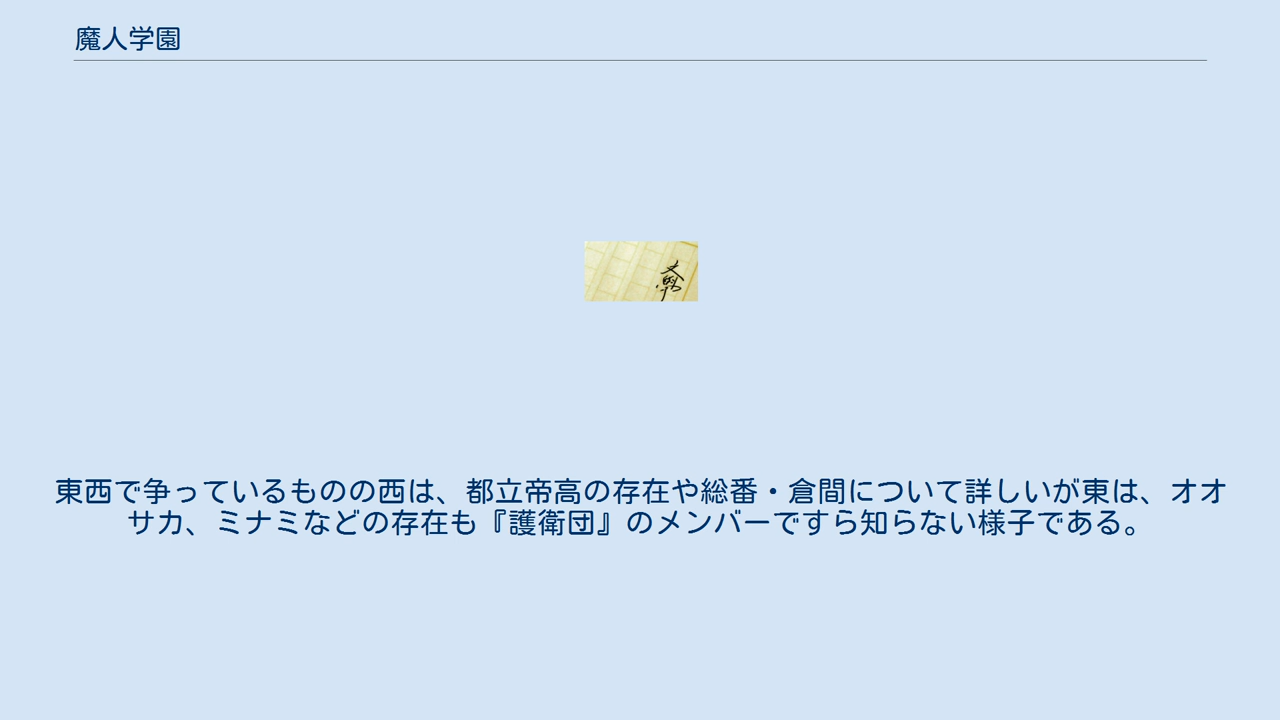 魔人学園
東西で争っているものの西は、都立帝高の存在や総番・倉間について詳しいが東は、オオ
サカ、ミナミなどの存在も『護衛団』のメンバーですら知らない様子である。